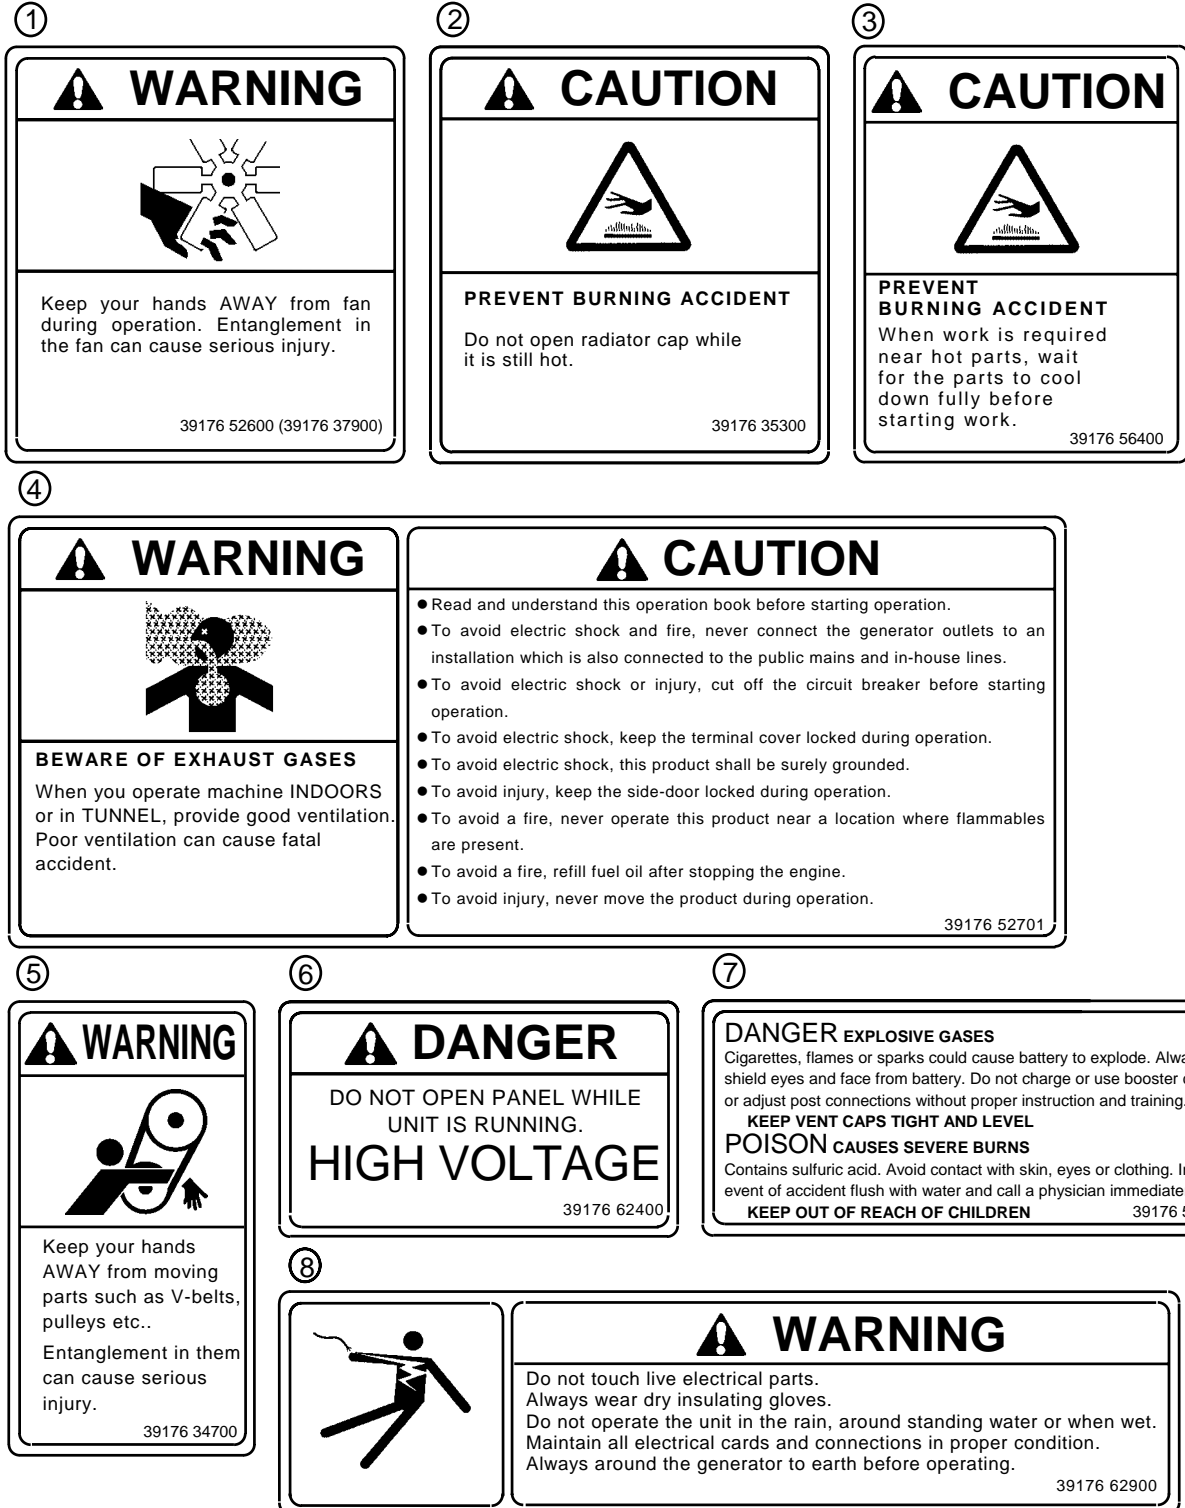 ①
⚠ WARNING
Keep your hands AWAY from fan
during operation. Entanglement in
the fan can cause serious injury.
39176 52600 (39176 37900)
②
⚠ CAUTION
PREVENT BURNING ACCIDENT
Do not open radiator cap while
it is still hot.
39176 35300
③
⚠ CAUTION
PREVENT
BURNING ACCIDENT
When work is required
near hot parts, wait
for the parts to cool
down fully before
starting work.
39176 56400
④
⚠ WARNING
BEWARE OF EXHAUST GASES
When you operate machine INDOORS
or in TUNNEL, provide good ventilation.
Poor ventilation can cause fatal
accident.
⚠ CAUTION
● Read and understand this operation book before starting operation.
● To avoid electric shock and fire, never connect the generator outlets to an
installation which is also connected to the public mains and in-house lines.
● To avoid electric shock or injury, cut off the circuit breaker before starting
operation.
● To avoid electric shock, keep the terminal cover locked during operation.
● To avoid electric shock, this product shall be surely grounded.
● To avoid injury, keep the side-door locked during operation.
● To avoid a fire, never operate this product near a location where flammables
are present.
● To avoid a fire, refill fuel oil after stopping the engine.
● To avoid injury, never move the product during operation.
39176 52701
⑤
⚠ WARNING
Keep your hands
AWAY from moving
parts such as V-belts,
pulleys etc..
Entanglement in them
can cause serious
injury.
39176 34700
⑥
⚠ DANGER
DO NOT OPEN PANEL WHILE
UNIT IS RUNNING.
HIGH VOLTAGE
39176 62400
⑦
DANGER EXPLOSIVE GASES
Cigarettes, flames or sparks could cause battery to explode.
shield eyes and face from battery. Do not charge or use booster
or adjust post connections without proper instruction and training.
KEEP VENT CAPS TIGHT AND LEVEL
POISON CAUSES SEVERE BURNS
Contains sulfuric acid. Avoid contact with skin, eyes or clothing.
event of accident flush with water and call a physician
KEEP OUT OF REACH OF CHILDREN 39176
⑧
⚠ WARNING
Do not touch live electrical parts.
Always wear dry insulating gloves.
Do not operate the unit in the rain, around standing water or when wet.
Maintain all electrical cards and connections in proper condition.
Always around the generator to earth before operating.
39176 62900